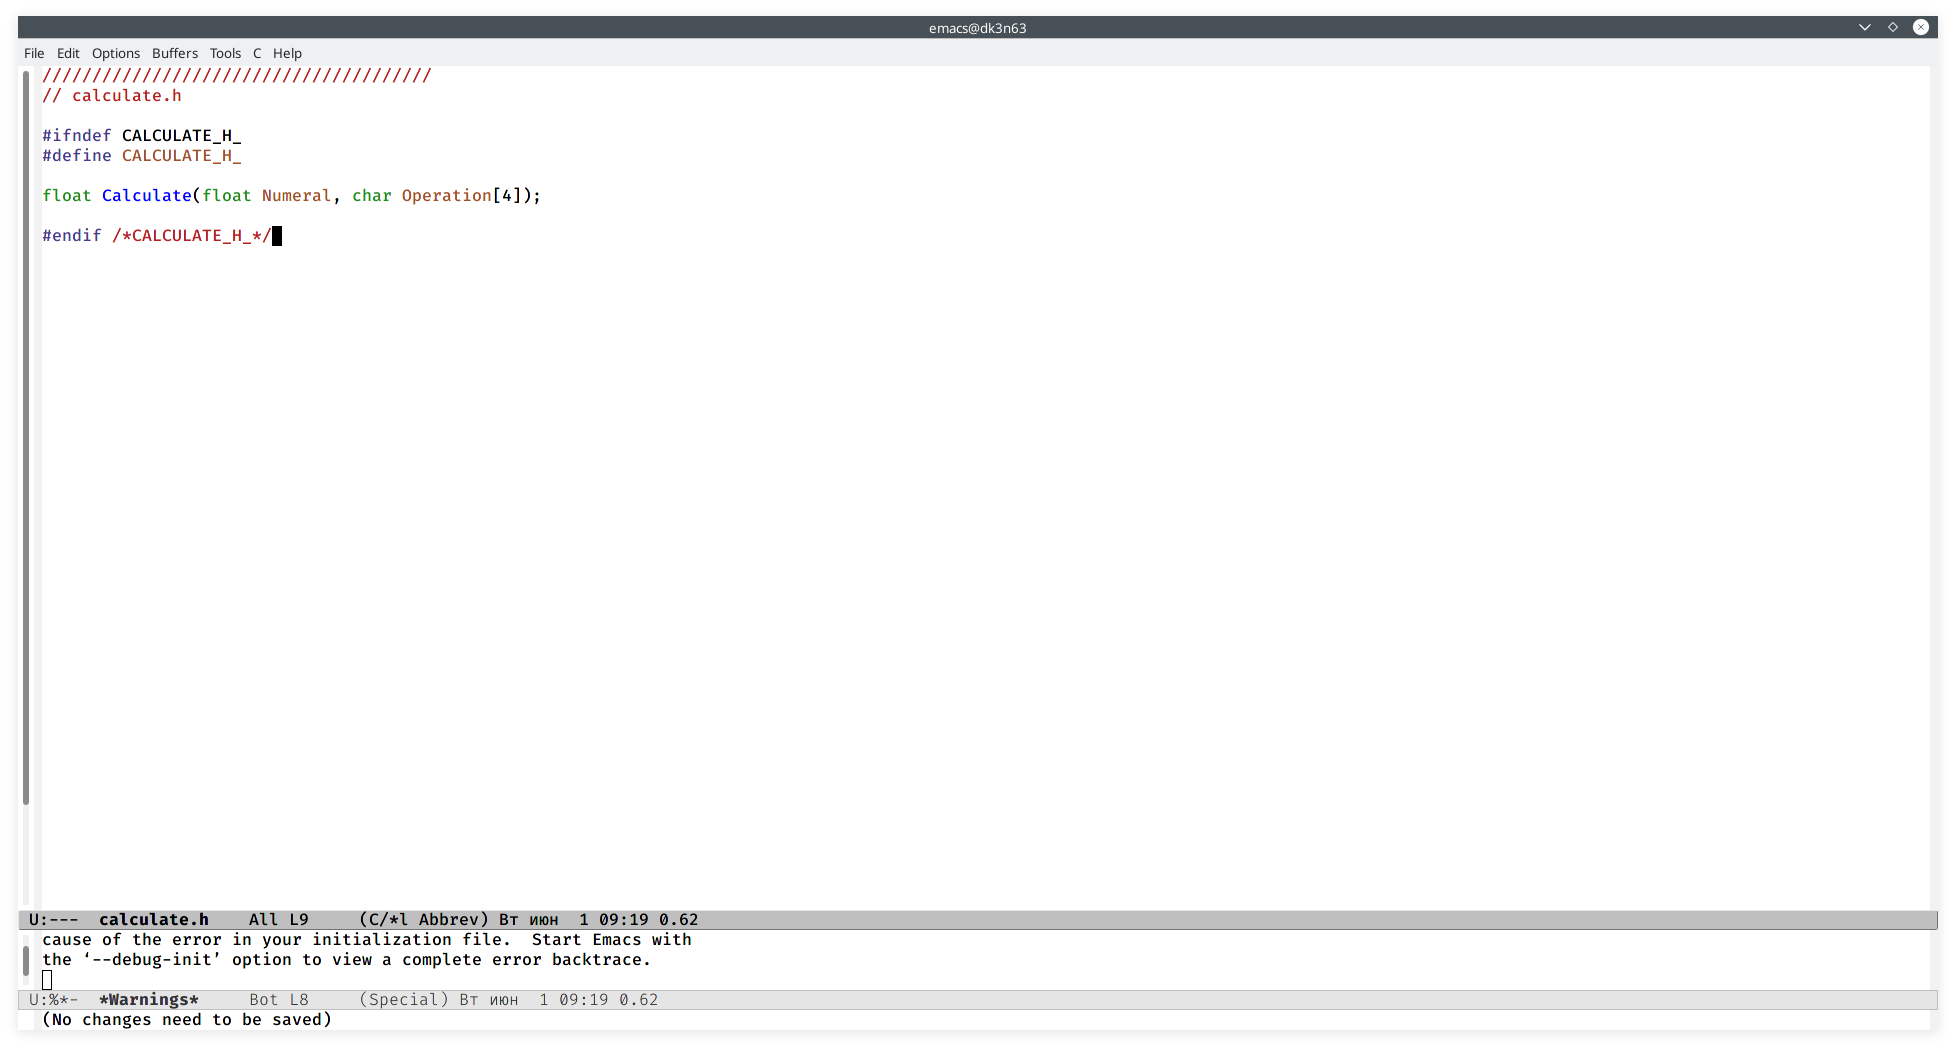 emacs@dk3n63
File Edit Options Buffers Tools C Help
///////////////////////////////////////
// calculate.h
#ifndef CALCULATE_H_
#define CALCULATE_H_
float Calculate(float Numeral, char Operation[4]);
#endif /*CALCULATE_H_*/
U:--- calculate.h All L9 (C/*l Abbrev) Вт июн 1 09:19 0.62
cause of the error in your initialization file. Start Emacs with
the ‘--debug-init’ option to view a complete error backtrace.
U:%*- *Warnings* Bot L8 (Special) Вт июн 1 09:19 0.62
(No changes need to be saved)